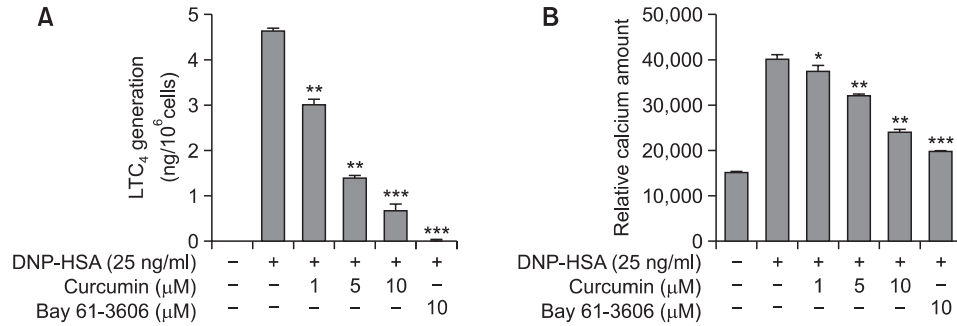 A
LTC4 generation
(ng/10^6 cells)
5
4
3
2
1
0
**
**
***
***
DNP-HSA (25 ng/ml) – + + + + +
Curcumin (μM) – – 1 5 10 –
Bay 61-3606 (μM) – – – – – 10
B
Relative calcium amount
50,000
40,000
30,000
20,000
10,000
0
*
**
**
***
DNP-HSA (25 ng/ml) – + + + + +
Curcumin (μM) – – 1 5 10 –
Bay 61-3606 (μM) – – – – – 10